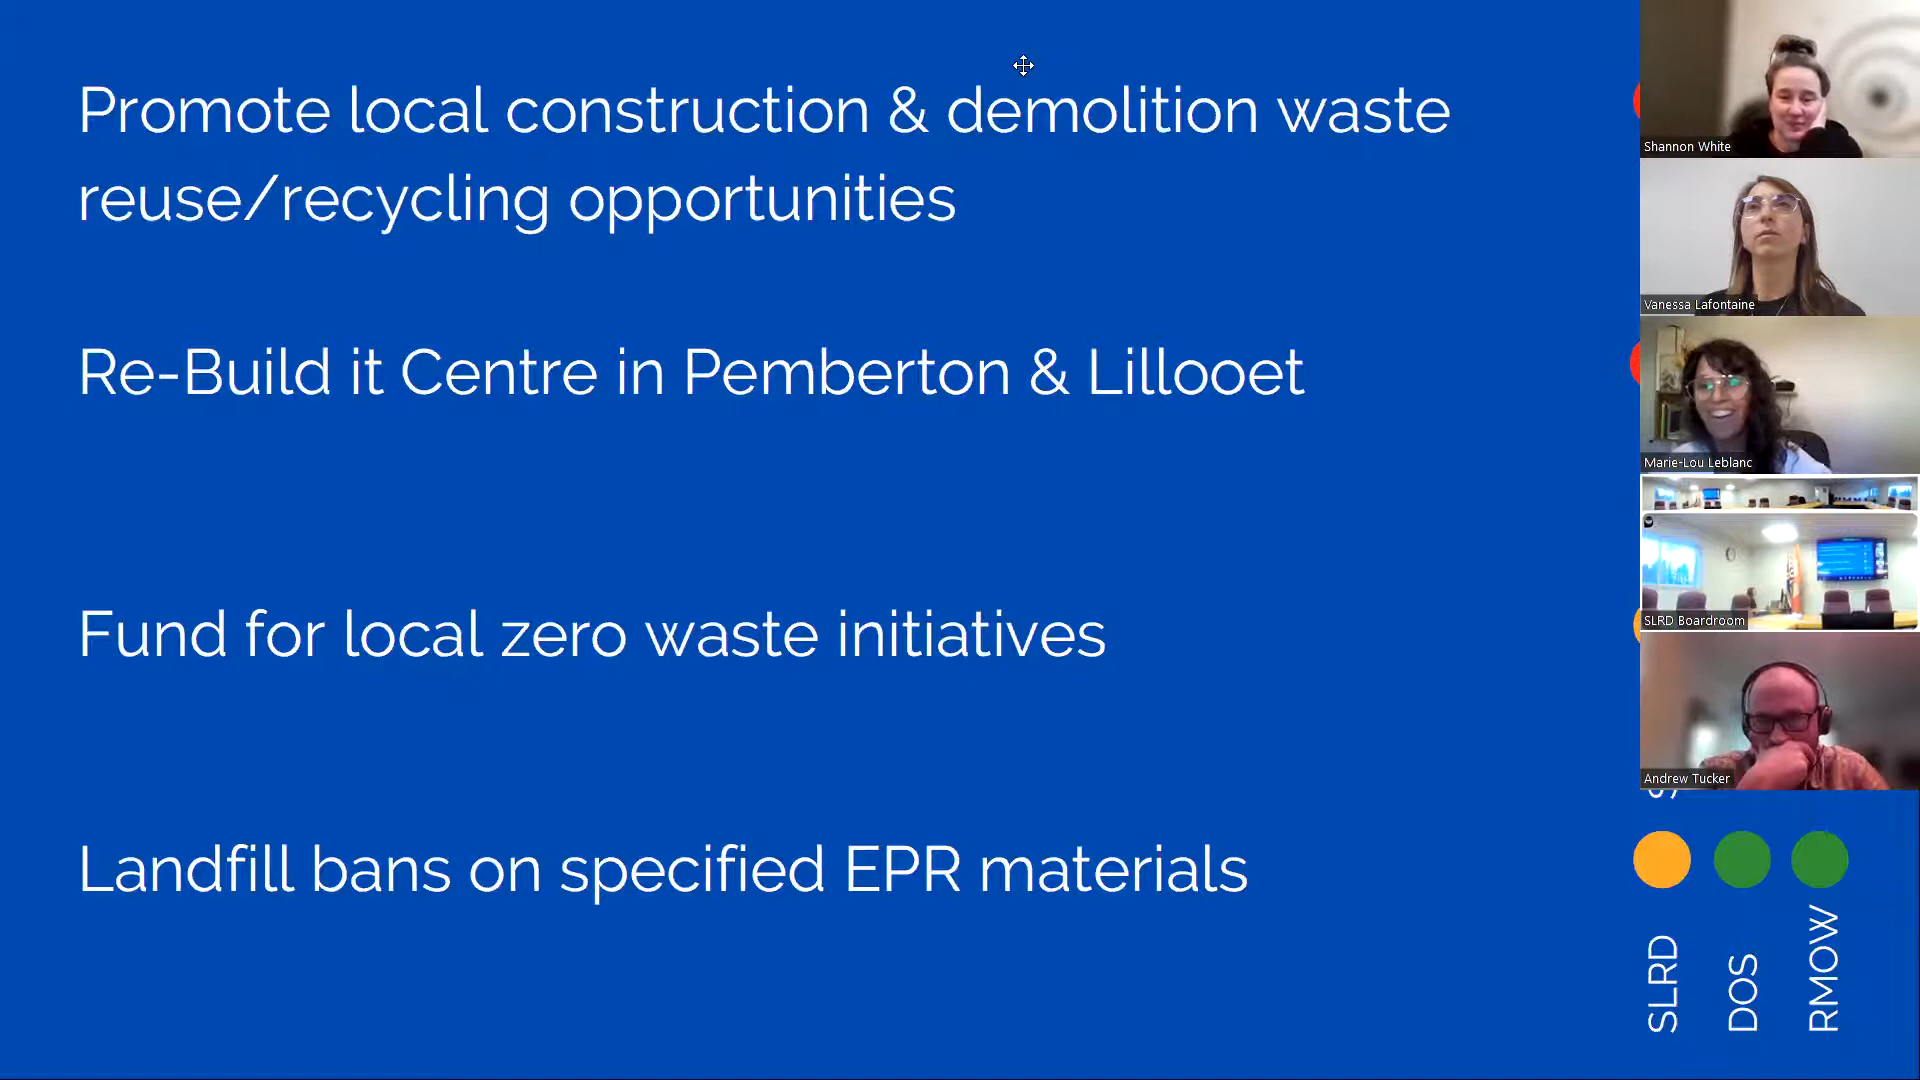 Promote local construction & demolition waste
reuse/recycling opportunities
Re-Build it Centre in Pemberton & Lillooet
Fund for local zero waste initiatives
Landfill bans on specified EPR materials
Shannon White
Vanessa Lafontaine
Marie-Lou Leblanc
SLRD Boardroom
Andrew Tucker
SLRD
DOS
RMOW